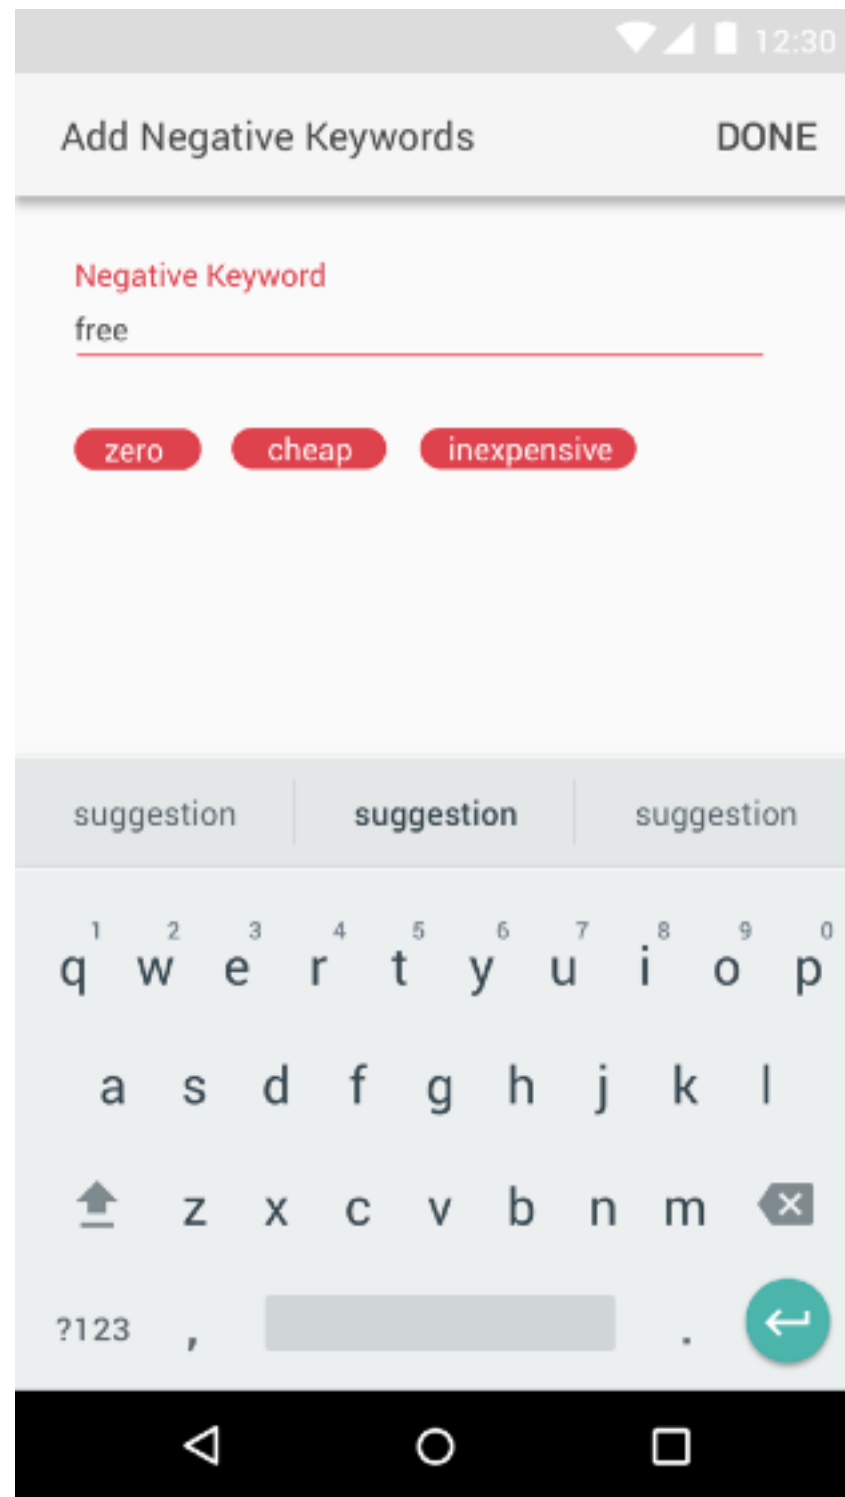 12:30
Add Negative Keywords DONE
Negative Keyword
free
zero cheap inexpensive
suggestion suggestion suggestion
1 2 3 4 5 6 7 8 9 0
q w e r t y u i o p
a s d f g h j k l
z x c v b n m
?123 , .